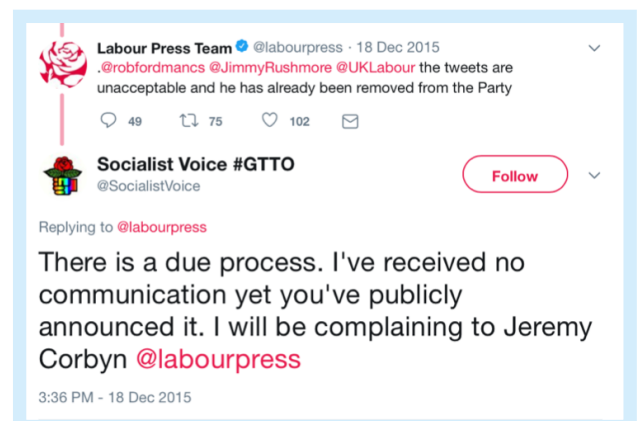 Labour Press Team @labourpress · 18 Dec 2015
.@robfordmancs @JimmyRushmore @UKLabour the tweets are
unacceptable and he has already been removed from the Party
49 75 102
Socialist Voice #GTTO
@SocialistVoice
Follow
Replying to @labourpress
There is a due process. I've received no
communication yet you've publicly
announced it. I will be complaining to Jeremy
Corbyn @labourpress
3:36 PM - 18 Dec 2015